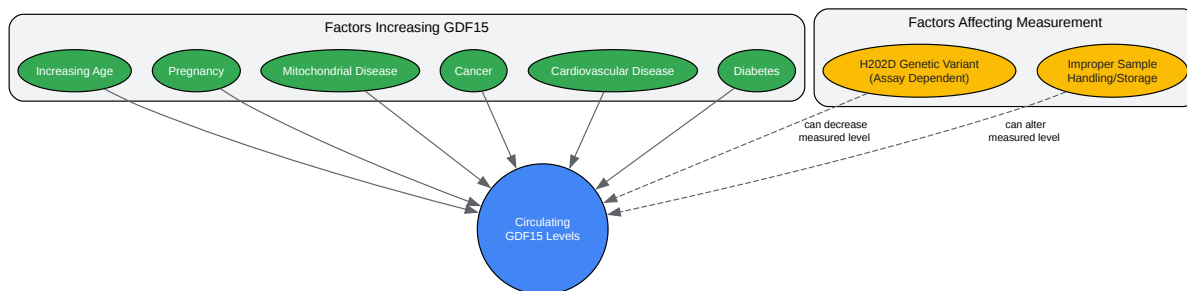 Factors Increasing GDF15
Factors Affecting Measurement
Increasing Age
Pregnancy
Mitochondrial Disease
Cancer
Cardiovascular Disease
Diabetes
H202D Genetic Variant
(Assay Dependent)
Improper Sample
Handling/Storage
can decrease
measured level
can alter
measured level
Circulating
GDF15 Levels